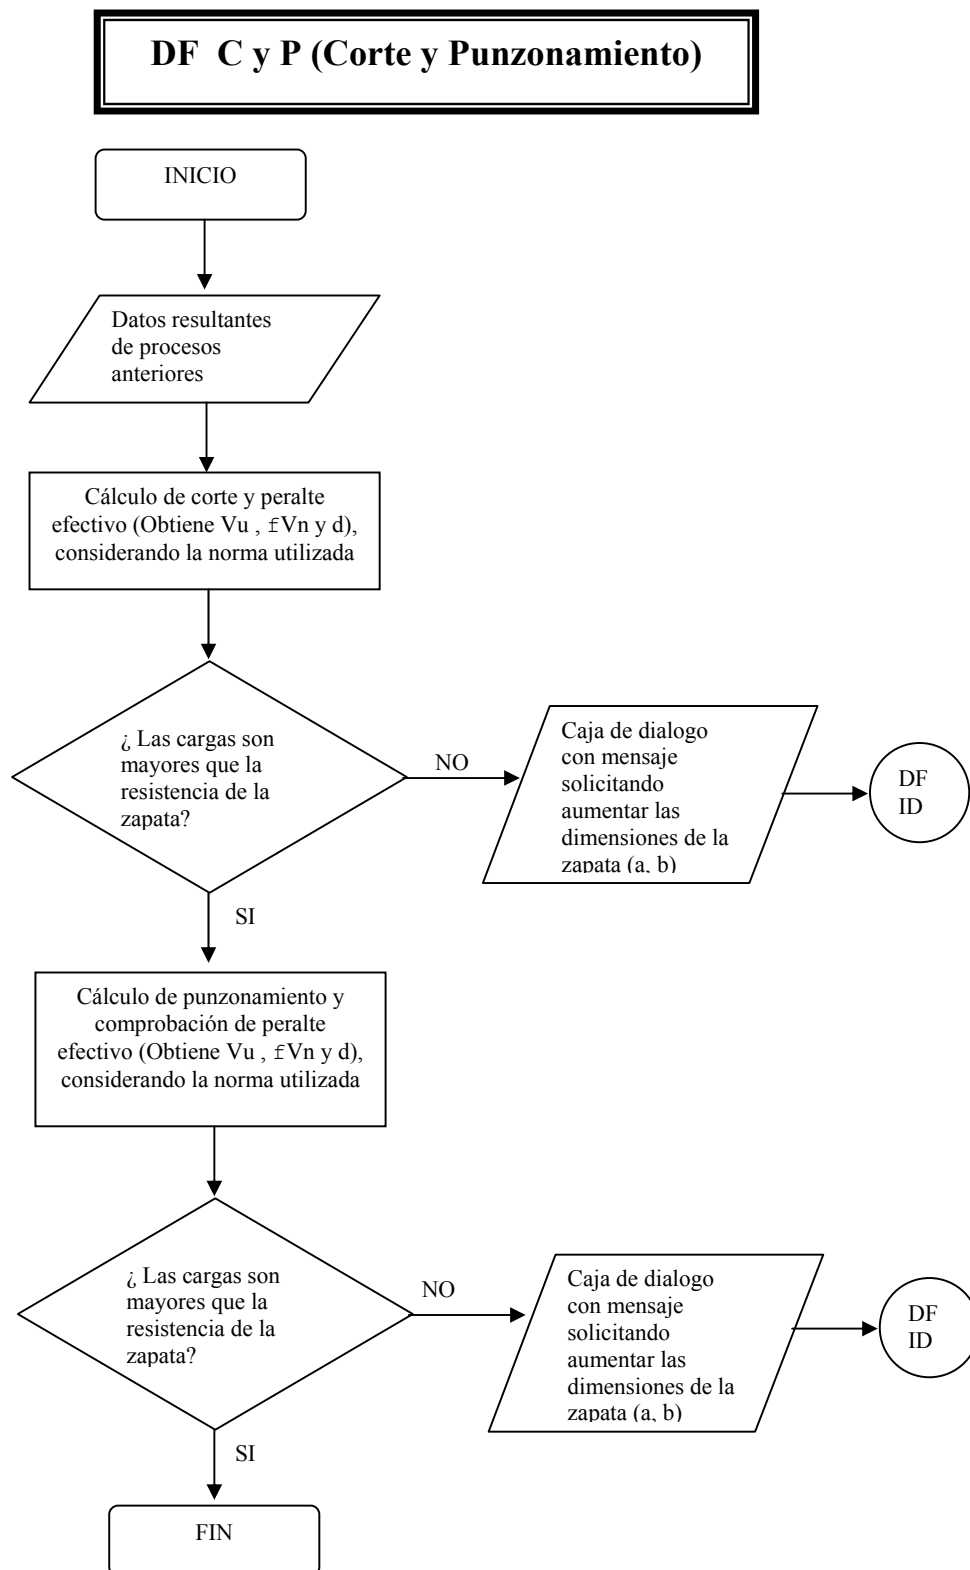 DF C y P (Corte y Punzonamiento)
INICIO
Datos resultantes
de procesos
anteriores
Cálculo de corte y peralte
efectivo (Obtiene Vu , fVn y d),
considerando la norma utilizada
¿ Las cargas son
mayores que la
resistencia de la
zapata?
NO
Caja de dialogo
con mensaje
solicitando
aumentar las
dimensiones de la
zapata (a, b)
DF
ID
SI
Cálculo de punzonamiento y
comprobación de peralte
efectivo (Obtiene Vu , fVn y d),
considerando la norma utilizada
¿ Las cargas son
mayores que la
resistencia de la
zapata?
NO
Caja de dialogo
con mensaje
solicitando
aumentar las
dimensiones de la
zapata (a, b)
DF
ID
SI
FIN